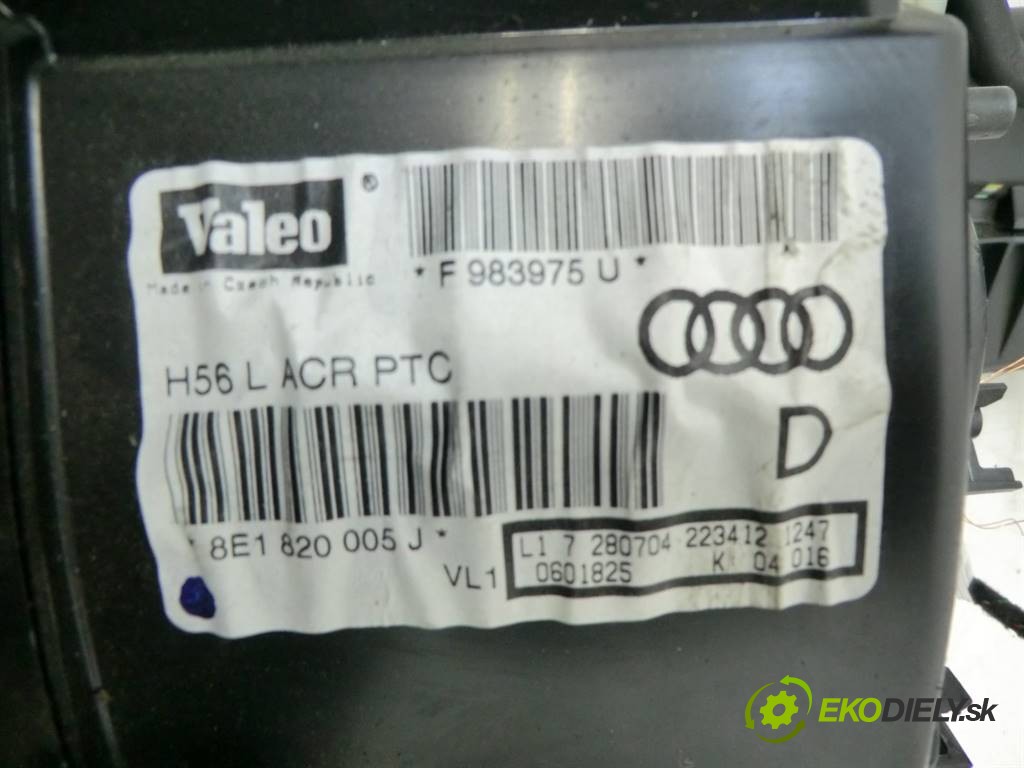 Valeo ®
Made in Czech Republic
* F 983975 U *
H56 L ACR PTC
D
* 8E1 820 005 J *
VL1
L1 7 280704 223412 1247
0601825 K 04 016
EKODIELY.sk